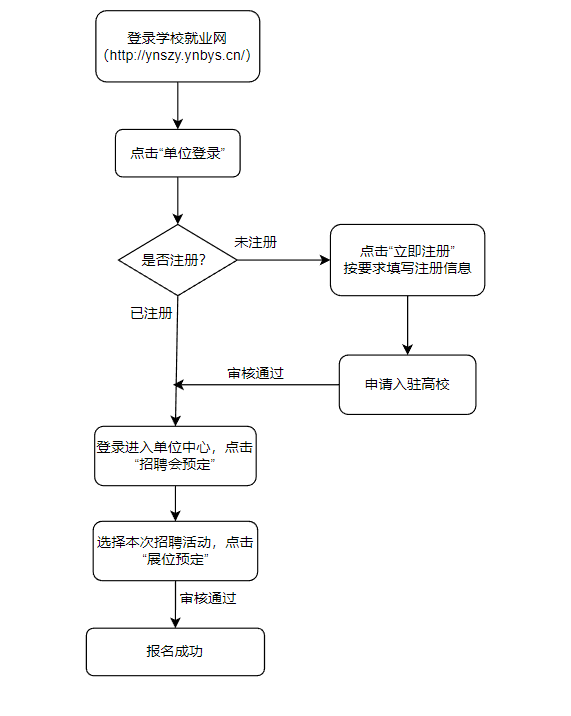 登录学校就业网
（http://ynszy.ynbys.cn/）
点击“单位登录”
是否注册？
未注册
点击“立即注册”
按要求填写注册信息
已注册
审核通过
申请入驻高校
登录进入单位中心，点击
“招聘会预定”
选择本次招聘活动，点击
“展位预定”
审核通过
报名成功